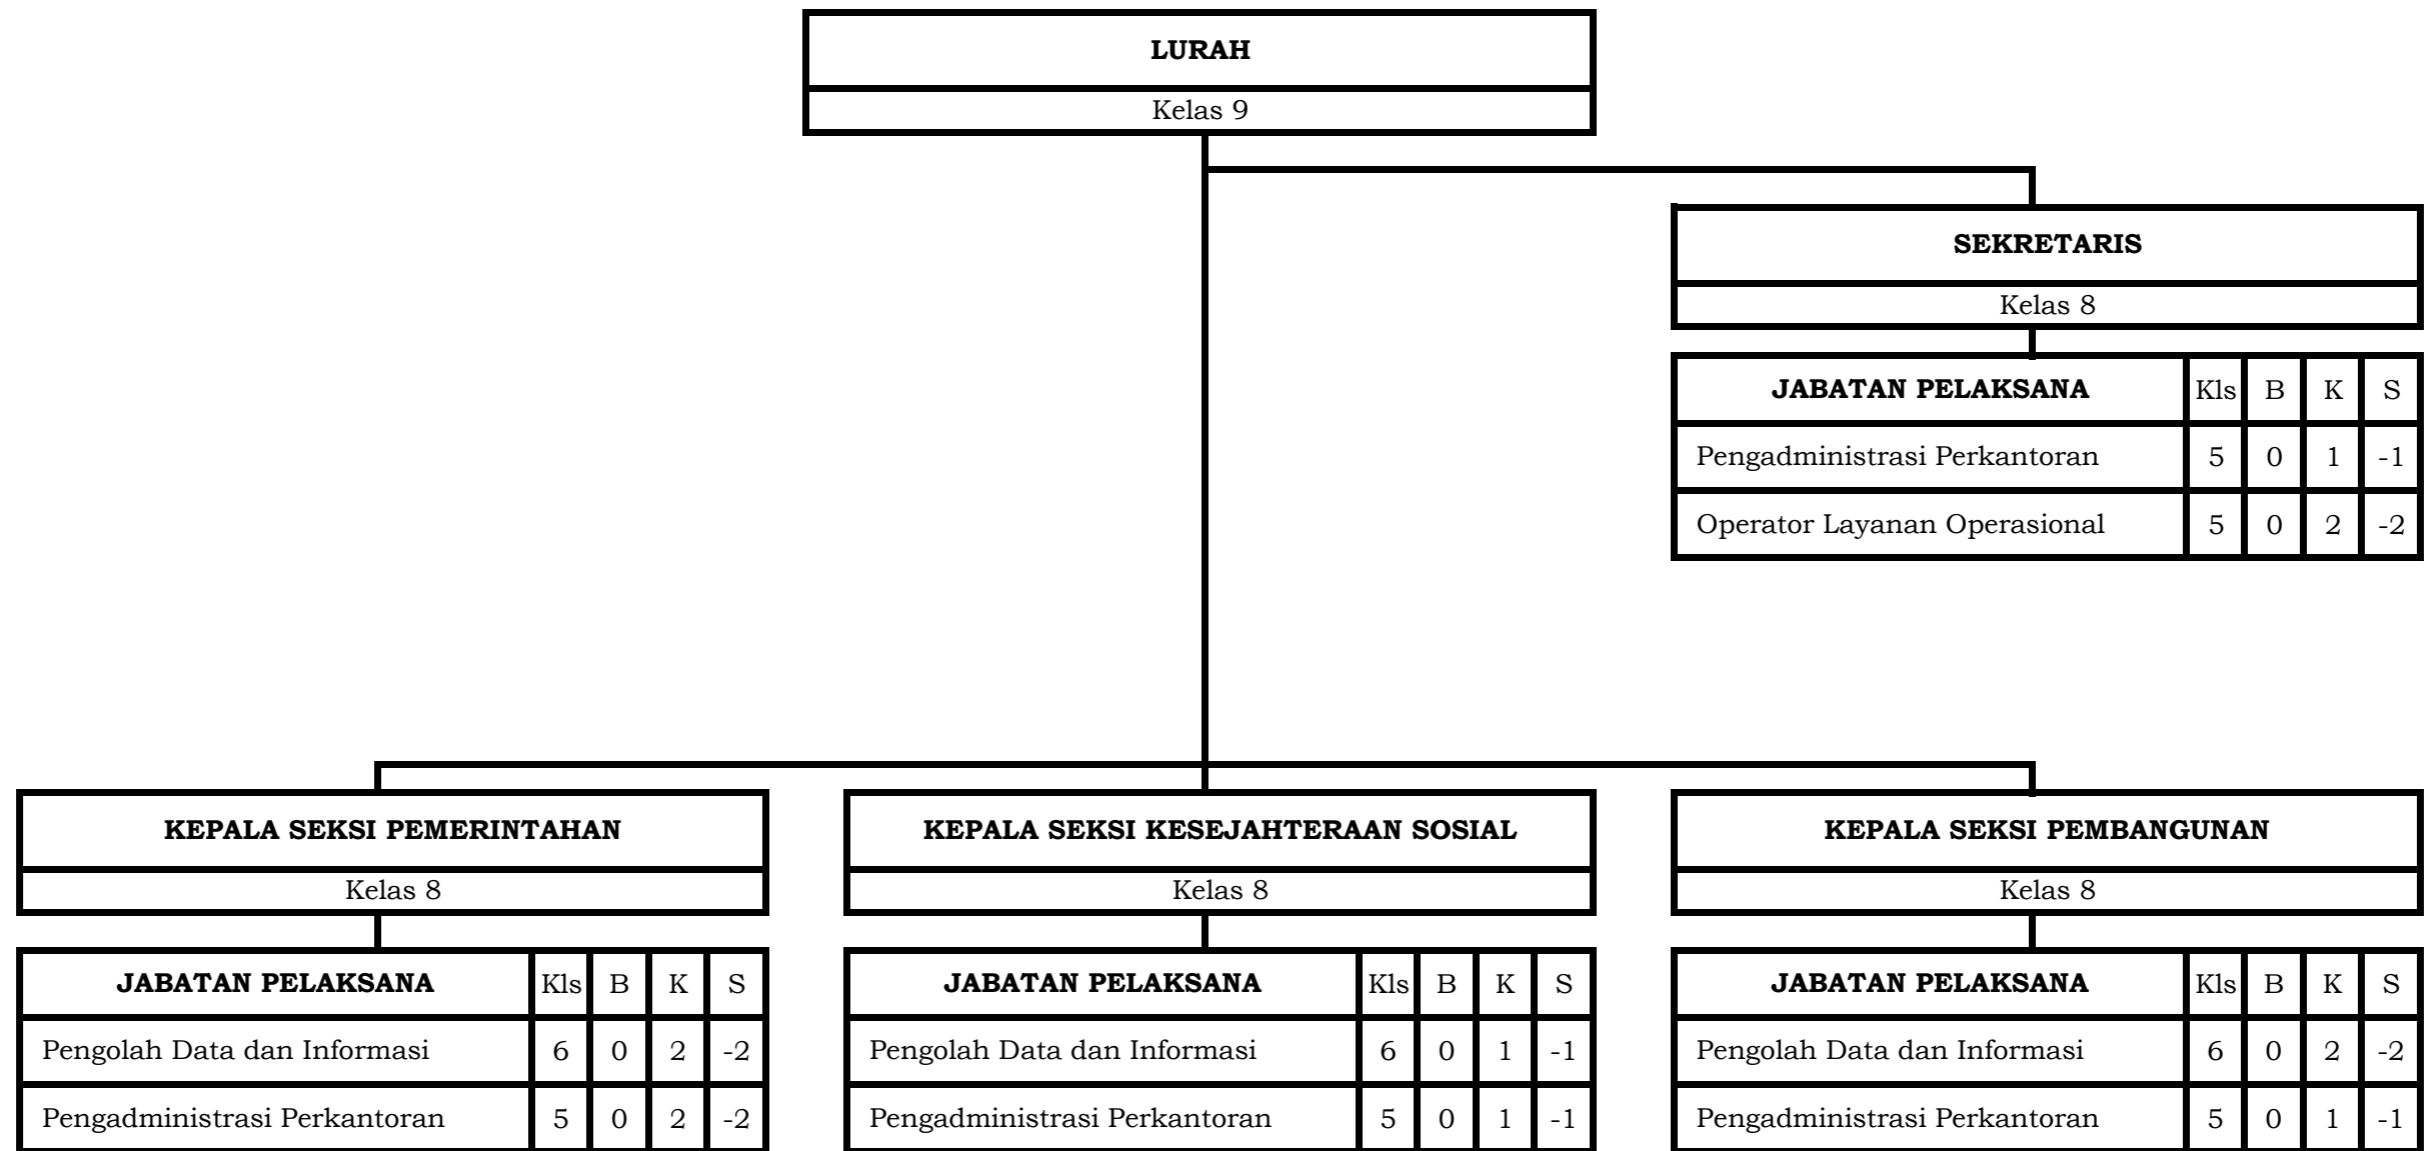 LURAH
Kelas 9
SEKRETARIS
Kelas 8
JABATAN PELAKSANA Kls B K S
Pengadministrasi Perkantoran 5 0 1 -1
Operator Layanan Operasional 5 0 2 -2
KEPALA SEKSI PEMERINTAHAN
Kelas 8
JABATAN PELAKSANA Kls B K S
Pengolah Data dan Informasi 6 0 2 -2
Pengadministrasi Perkantoran 5 0 2 -2
KEPALA SEKSI KESEJAHTERAAN SOSIAL
Kelas 8
JABATAN PELAKSANA Kls B K S
Pengolah Data dan Informasi 6 0 1 -1
Pengadministrasi Perkantoran 5 0 1 -1
KEPALA SEKSI PEMBANGUNAN
Kelas 8
JABATAN PELAKSANA Kls B K S
Pengolah Data dan Informasi 6 0 2 -2
Pengadministrasi Perkantoran 5 0 1 -1